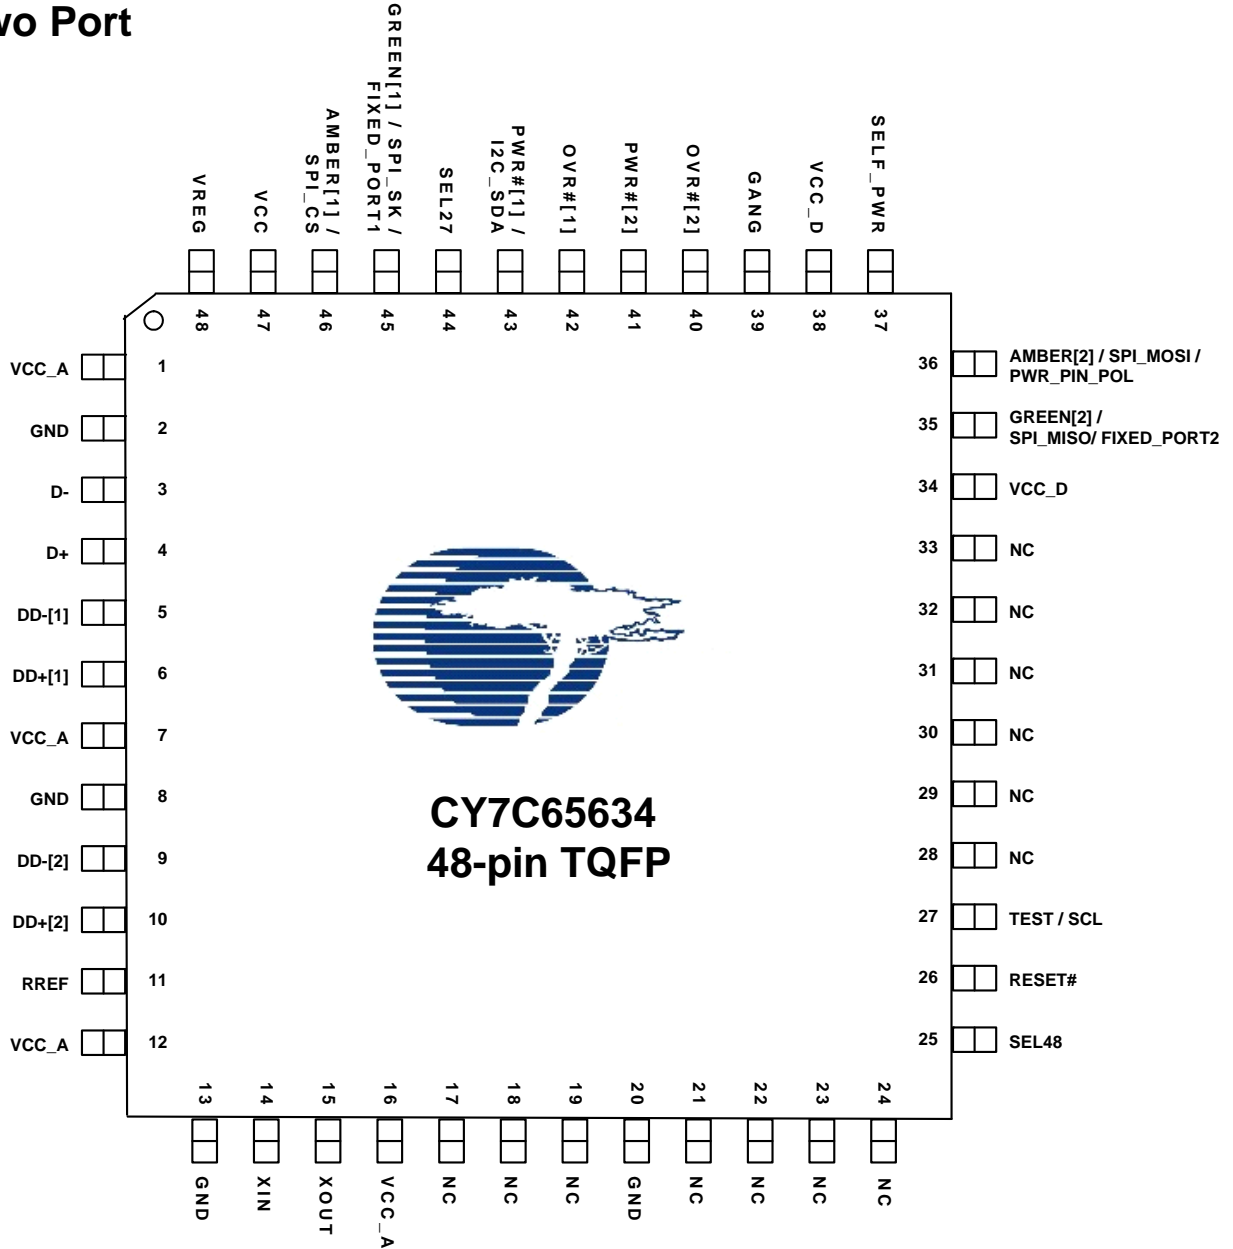 wo Port
VREG
VCC
AMBER[1] /
SPI_CS
GREEN[1] / SPI_SK /
FIXED_PORT1
SEL27
PWR#[1] /
I2C_SDA
OVR#[1]
PWR#[2]
OVR#[2]
GANG
VCC_D
SELF_PWR
48
47
46
45
44
43
42
41
40
39
38
37
VCC_A 1
GND 2
D- 3
D+ 4
DD-[1] 5
DD+[1] 6
VCC_A 7
GND 8
DD-[2] 9
DD+[2] 10
RREF 11
VCC_A 12
36 AMBER[2] / SPI_MOSI /
PWR_PIN_POL
35 GREEN[2] /
SPI_MISO/ FIXED_PORT2
34 VCC_D
33 NC
32 NC
31 NC
30 NC
29 NC
28 NC
27 TEST / SCL
26 RESET#
25 SEL48
CY7C65634
48-pin TQFP
13
14
15
16
17
18
19
20
21
22
23
24
GND
XIN
XOUT
VCC_A
NC
NC
NC
GND
NC
NC
NC
NC